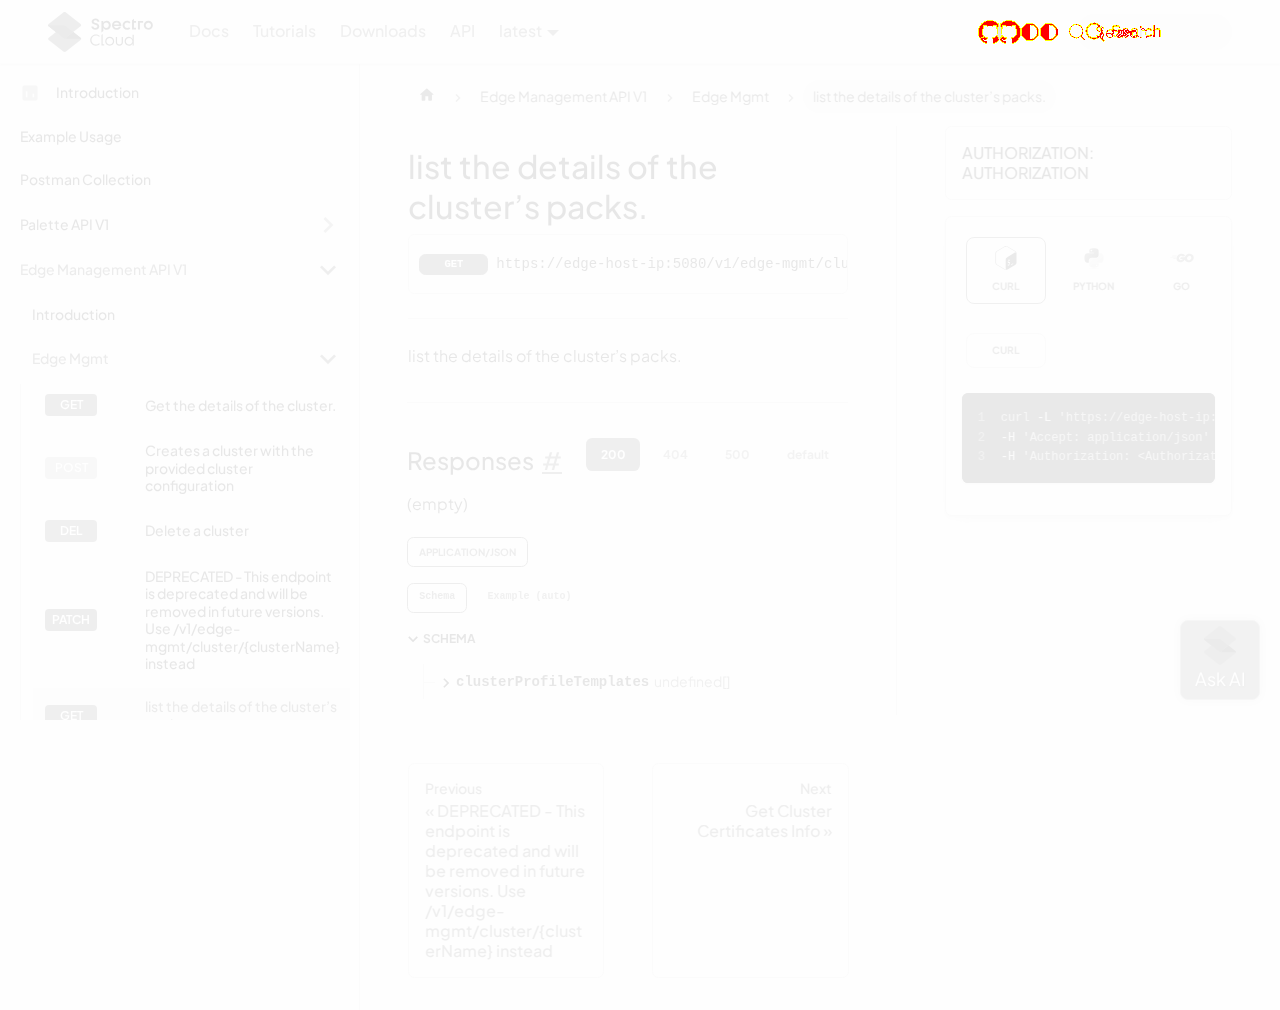 Spectro
Cloud
Docs
Tutorials
Downloads
API
latest
Introduction
Example Usage
Postman Collection
Palette API V1
Edge Management API V1
Introduction
Edge Mgmt
GET
Get the details of the cluster.
POST
Creates a cluster with the
provided cluster
configuration
DEL
Delete a cluster
PATCH
DEPRECATED - This endpoint
is deprecated and will be
removed in future versions.
Use /v1/edge-
mgmt/cluster/{clusterName}
instead
GET
list the details of the cluster's
Edge Management API V1
Edge Mgmt
list the details of the cluster's packs.
list the details of the
cluster's packs.
GET
https://edge-host-ip:5080/v1/edge-mgmt/clu
list the details of the cluster's packs.
Responses #
200
404
500
default
(empty)
APPLICATION/JSON
Schema
Example (auto)
SCHEMA
clusterProfileTemplates undefined[]
Previous
« DEPRECATED - This
endpoint is
deprecated and will
be removed in future
versions. Use
/v1/edge-
mgmt/cluster/{clust
erName} instead
Next
Get Cluster
Certificates Info »
AUTHORIZATION:
AUTHORIZATION
CURL
PYTHON
GO
GO
CURL
1 curl -L 'https://edge-host-ip:
2 -H 'Accept: application/json'
3 -H 'Authorization: <Authorizat
Ask AI